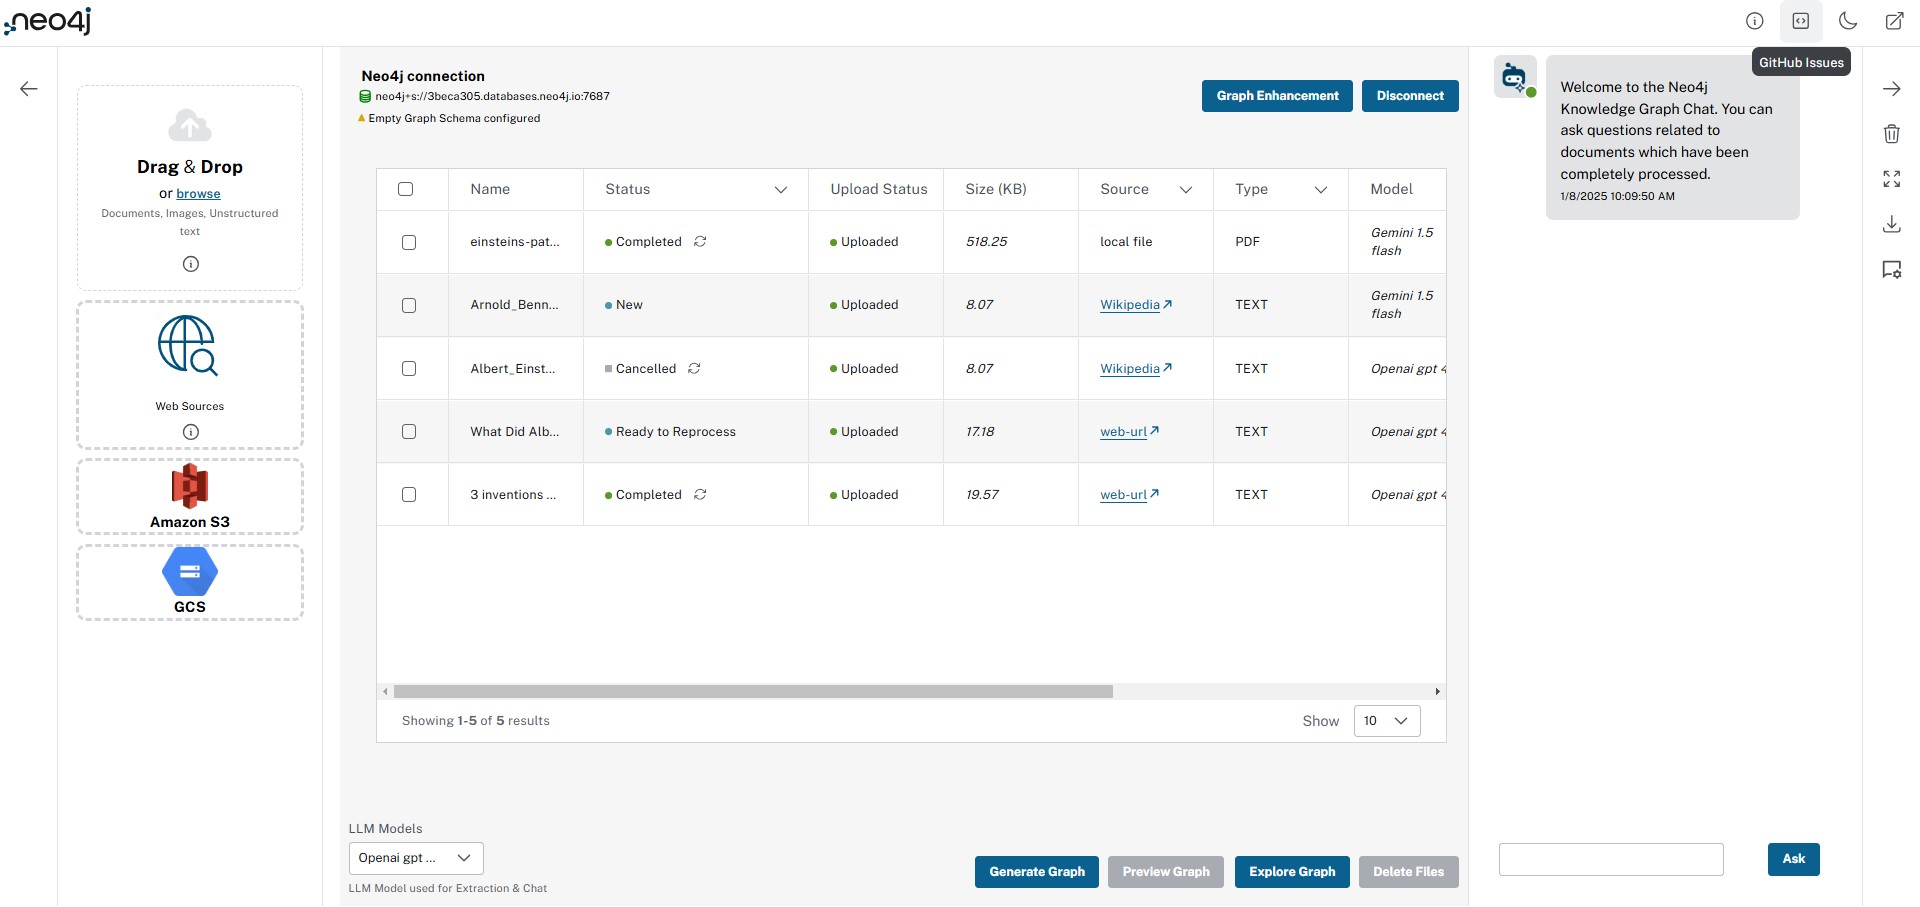 neo4j
GitHub Issues
Drag & Drop
or browse
Documents, Images, Unstructured
text
Web Sources
Amazon S3
GCS
Neo4j connection
neo4j+s://3beca305.databases.neo4j.io:7687
Empty Graph Schema configured
Graph Enhancement
Disconnect
Name Status Upload Status Size (KB) Source Type Model
einsteins-pat... Completed Uploaded 518.25 local file PDF Gemini 1.5
flash
Arnold_Benn... New Uploaded 8.07 Wikipedia TEXT Gemini 1.5
flash
Albert_Einst... Cancelled Uploaded 8.07 Wikipedia TEXT Openai gpt 4
What Did Alb... Ready to Reprocess Uploaded 17.18 web-url TEXT Openai gpt 4
3 inventions ... Completed Uploaded 19.57 web-url TEXT Openai gpt 4
Showing 1-5 of 5 results
Show 10
LLM Models
Openai gpt ...
LLM Model used for Extraction & Chat
Generate Graph
Preview Graph
Explore Graph
Delete Files
Welcome to the Neo4j
Knowledge Graph Chat. You can
ask questions related to
documents which have been
completely processed.
1/8/2025 10:09:50 AM
Ask